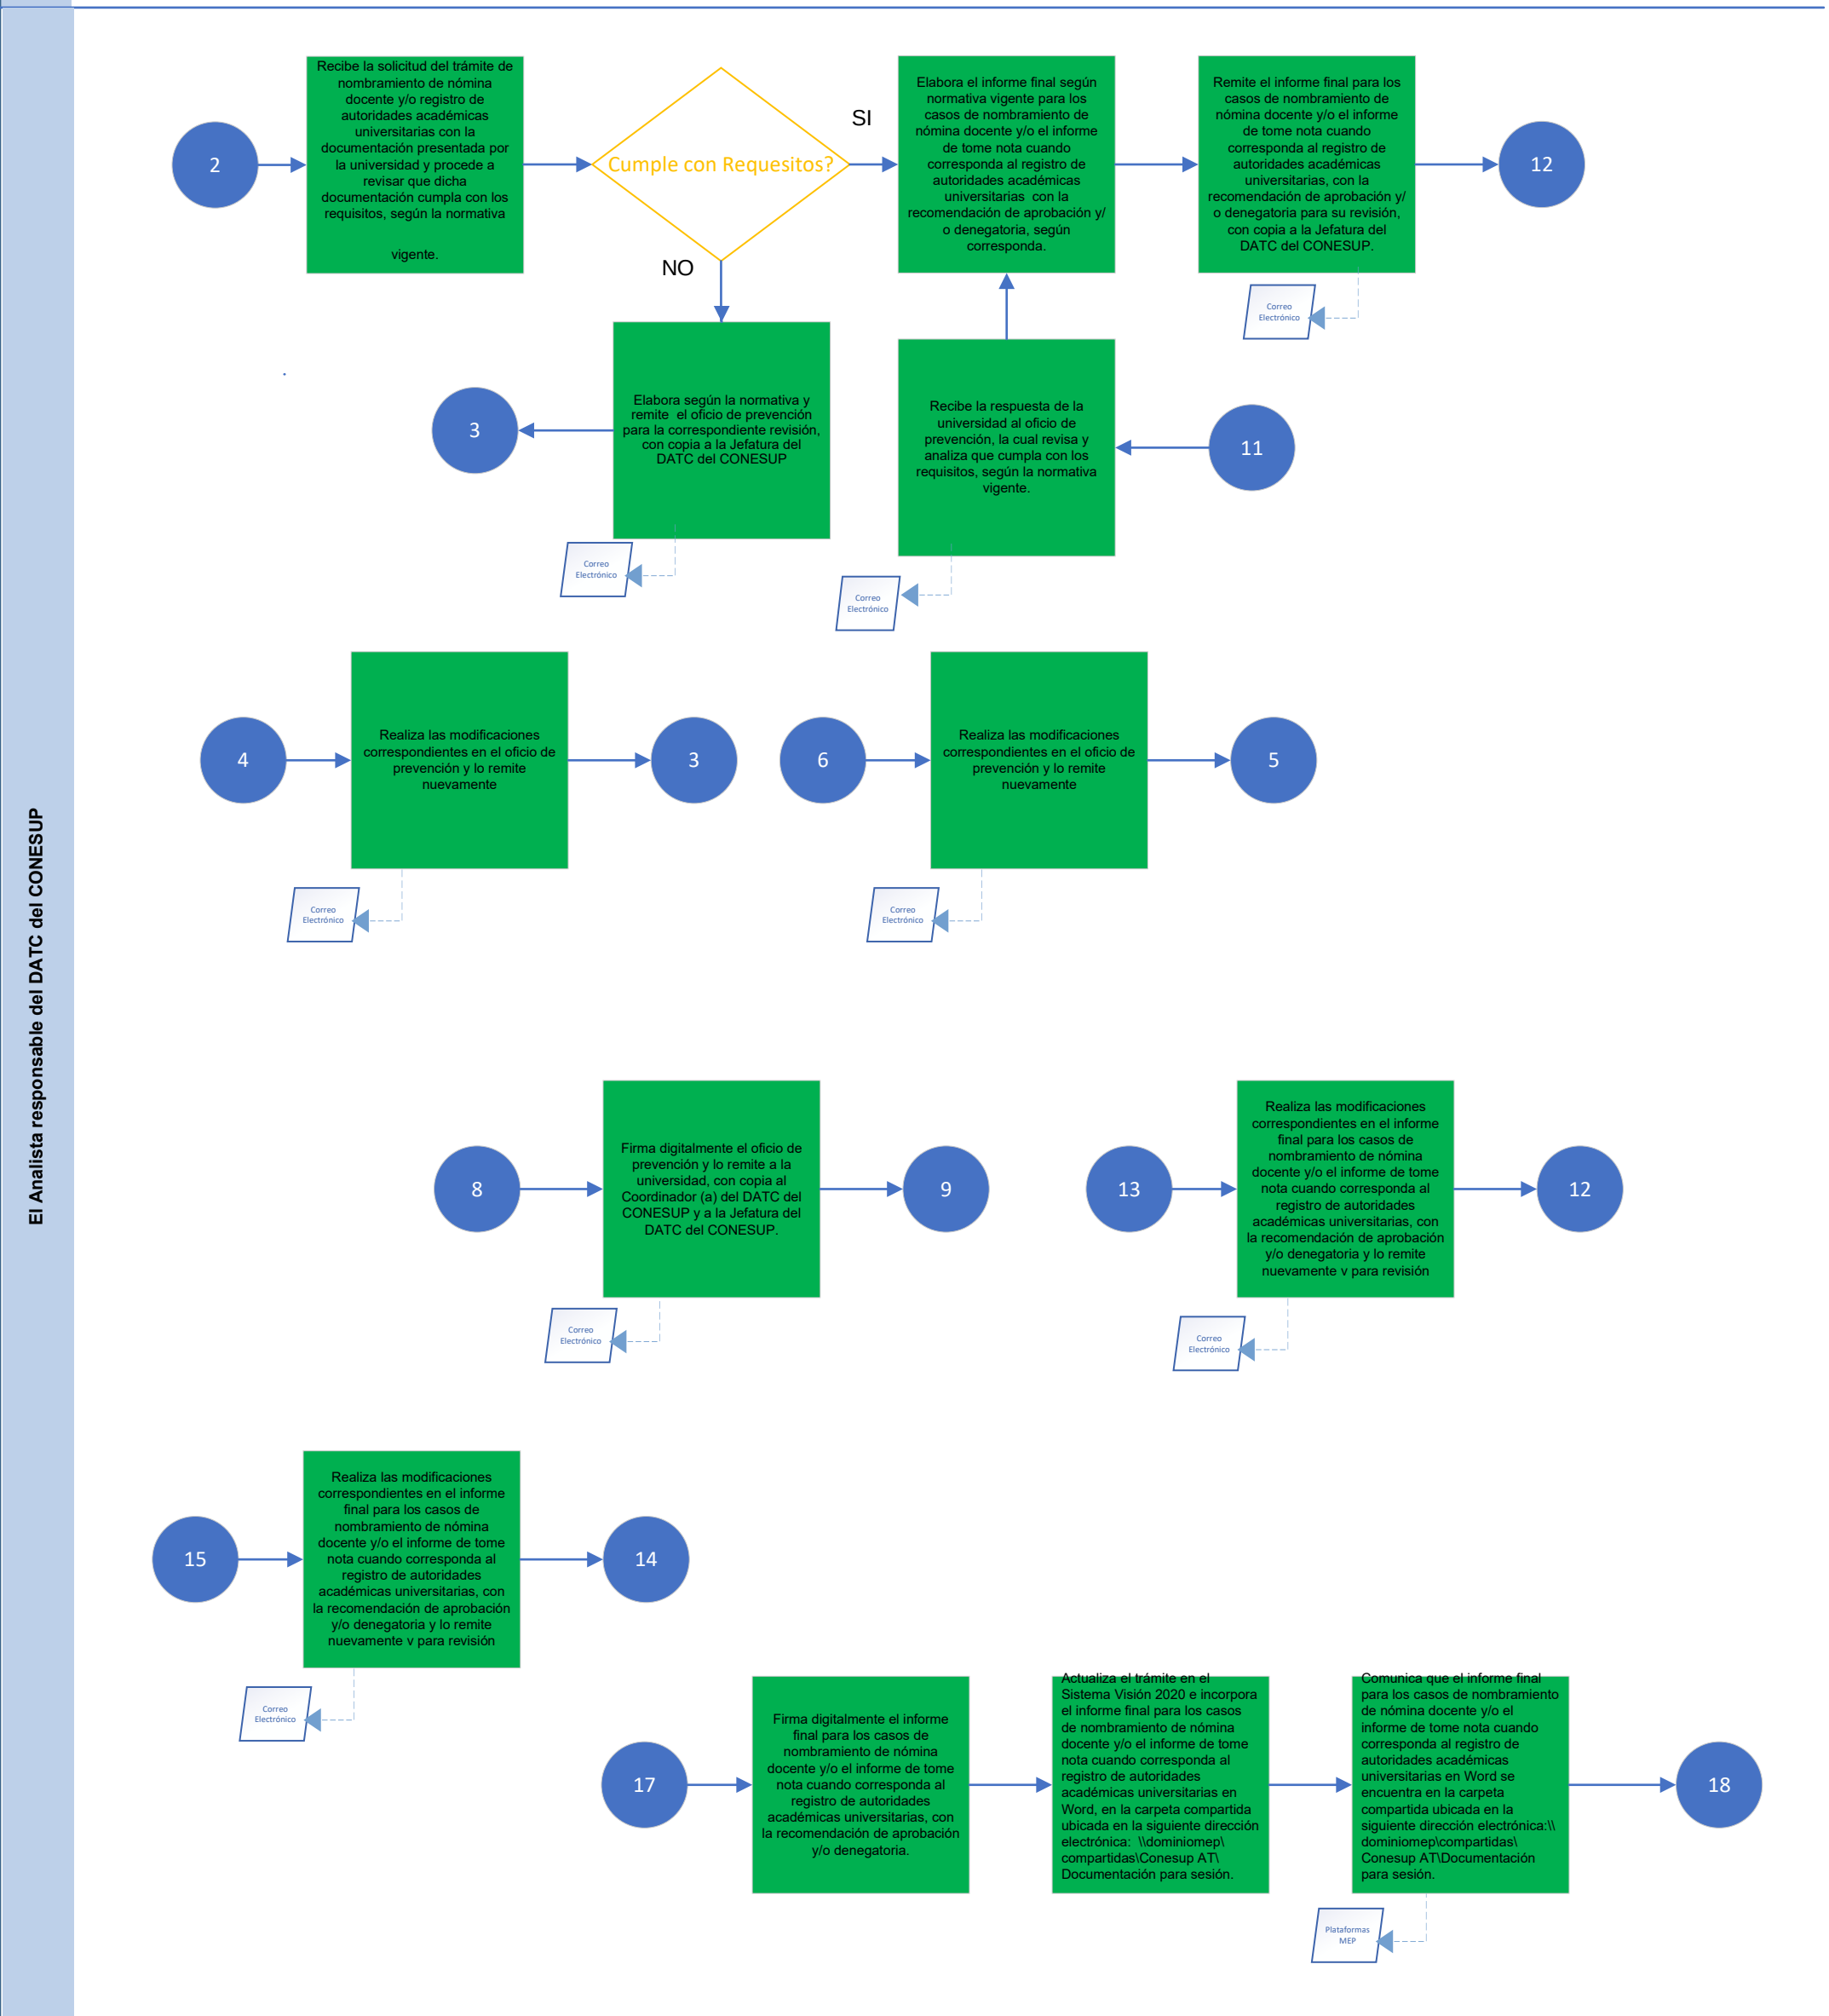 El Analista responsable del DATC del CONESUP
2
Recibe la solicitud del trámite de
nombramiento de nómina
docente y/o registro de
autoridades académicas
universitarias con la
documentación presentada por
la universidad y procede a
revisar que dicha
documentación cumpla con los
requisitos, según la normativa
vigente.
Cumple con Requesitos?
SI
NO
Elabora el informe final según
normativa vigente para los
casos de nombramiento de
nómina docente y/o el informe
de tome nota cuando
corresponda al registro de
autoridades académicas
universitarias con la
recomendación de aprobación y/
o denegatoria, según
corresponda.
Remite el informe final para los
casos de nombramiento de
nómina docente y/o el informe
de tome nota cuando
corresponda al registro de
autoridades académicas
universitarias, con la
recomendación de aprobación y/
o denegatoria para su revisión,
con copia a la Jefatura del
DATC del CONESUP.
12
Correo
Electrónico
3
Elabora según la normativa y
remite el oficio de prevención
para la correspondiente revisión,
con copia a la Jefatura del
DATC del CONESUP
Correo
Electrónico
Recibe la respuesta de la
universidad al oficio de
prevención, la cual revisa y
analiza que cumpla con los
requisitos, según la normativa
vigente.
11
Correo
Electrónico
4
Realiza las modificaciones
correspondientes en el oficio de
prevención y lo remite
nuevamente
3
Correo
Electrónico
6
Realiza las modificaciones
correspondientes en el oficio de
prevención y lo remite
nuevamente
5
Correo
Electrónico
8
Firma digitalmente el oficio de
prevención y lo remite a la
universidad, con copia al
Coordinador (a) del DATC del
CONESUP y a la Jefatura del
DATC del CONESUP.
9
Correo
Electrónico
13
Realiza las modificaciones
correspondientes en el informe
final para los casos de
nombramiento de nómina
docente y/o el informe de tome
nota cuando corresponda al
registro de autoridades
académicas universitarias, con
la recomendación de aprobación
y/o denegatoria y lo remite
nuevamente v para revisión
12
Correo
Electrónico
15
Realiza las modificaciones
correspondientes en el informe
final para los casos de
nombramiento de nómina
docente y/o el informe de tome
nota cuando corresponda al
registro de autoridades
académicas universitarias, con
la recomendación de aprobación
y/o denegatoria y lo remite
nuevamente v para revisión
14
Correo
Electrónico
17
Firma digitalmente el informe
final para los casos de
nombramiento de nómina
docente y/o el informe de tome
nota cuando corresponda al
registro de autoridades
académicas universitarias, con
la recomendación de aprobación
y/o denegatoria.
Actualiza el trámite en el
Sistema Visión 2020 e incorpora
el informe final para los casos
de nombramiento de nómina
docente y/o el informe de tome
nota cuando corresponda al
registro de autoridades
académicas universitarias en
Word, en la carpeta compartida
ubicada en la siguiente dirección
electrónica: \\dominiomep\
compartidas\Conesup AT\
Documentación para sesión.
Comunica que el informe final
para los casos de nombramiento
de nómina docente y/o el
informe de tome nota cuando
corresponda al registro de
autoridades académicas
universitarias en Word se
encuentra en la carpeta
compartida ubicada en la
siguiente dirección electrónica:\\
dominiomep\compartidas\
Conesup AT\Documentación
para sesión.
18
Plataformas
MEP